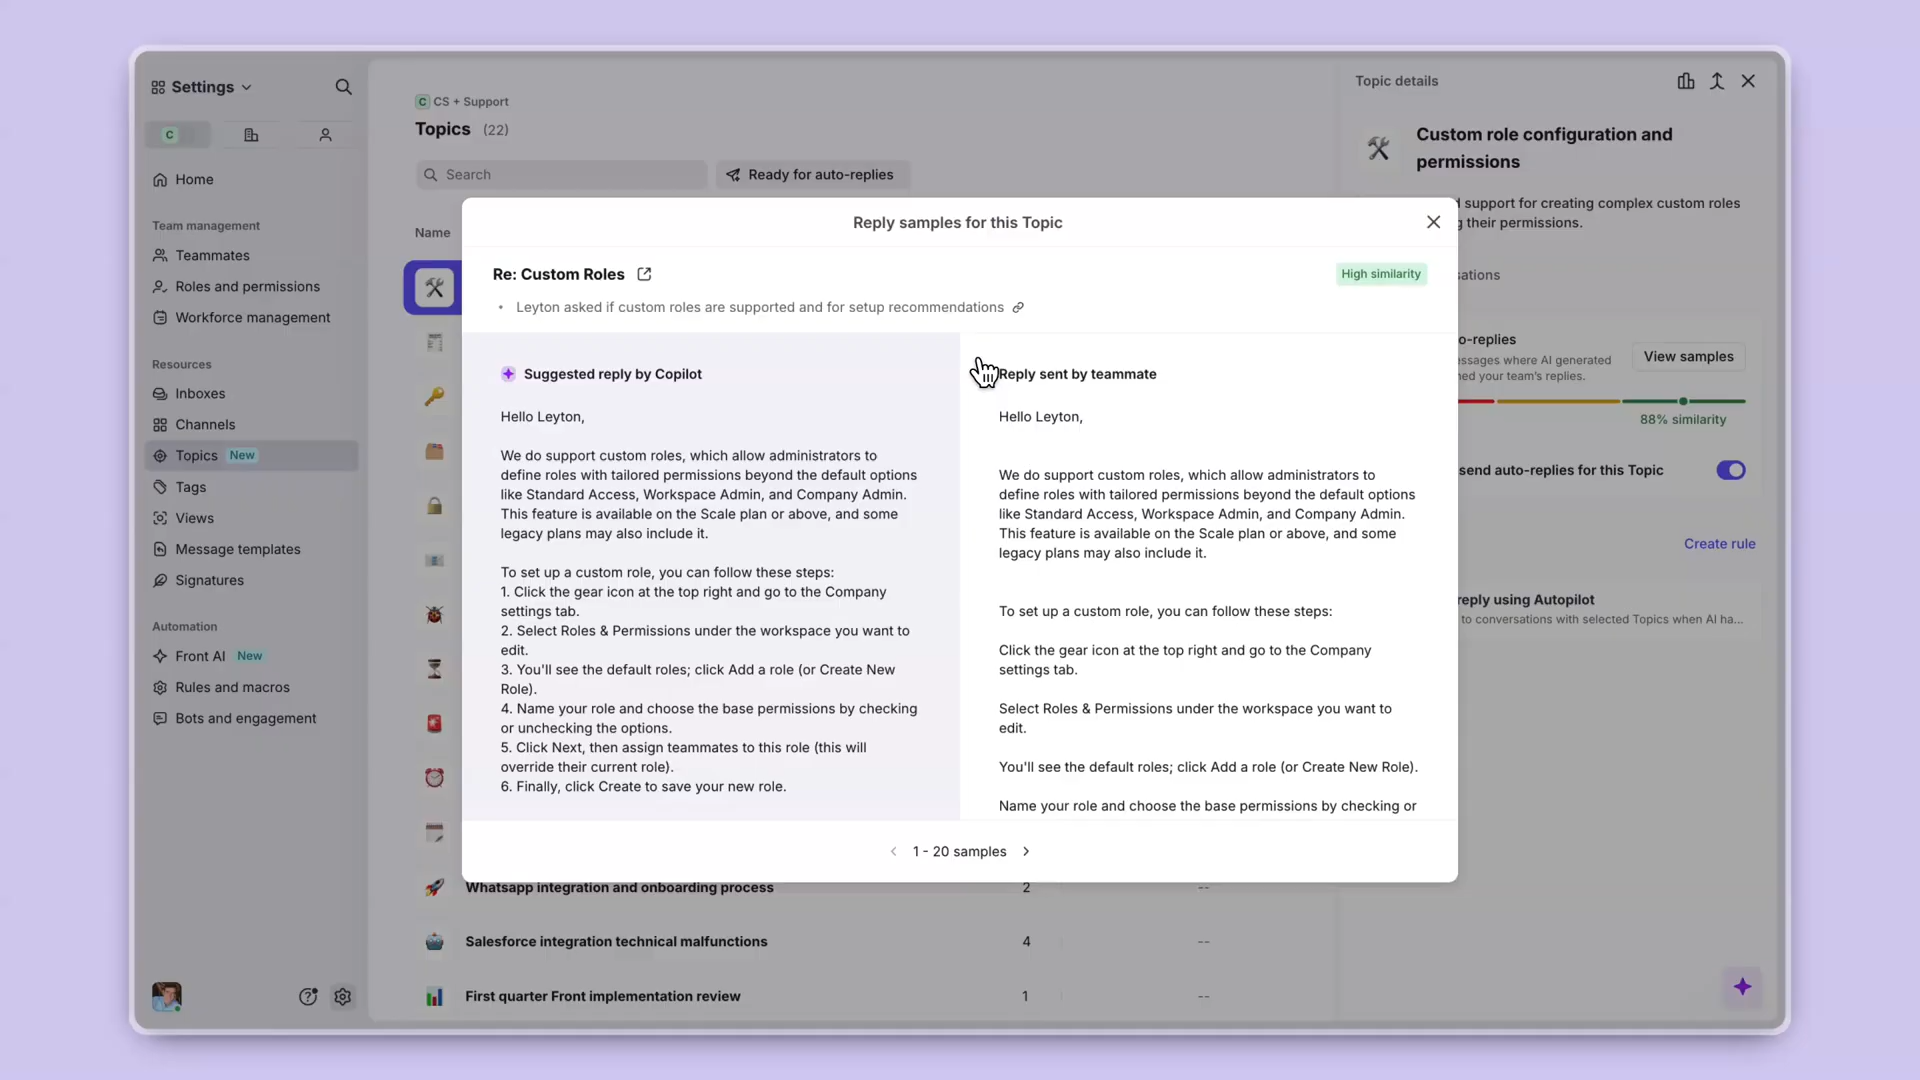 Settings
C
Home
Team management
Teammates
Roles and permissions
Workforce management
Resources
Inboxes
Channels
Topics New
Tags
Views
Message templates
Signatures
Automation
Front AI New
Rules and macros
Bots and engagement
C CS + Support
Topics (22)
Search
Ready for auto-replies
Name
Reply samples for this Topic
Re: Custom Roles
High similarity
• Leyton asked if custom roles are supported and for setup recommendations
Suggested reply by Copilot
Hello Leyton,
We do support custom roles, which allow administrators to
define roles with tailored permissions beyond the default options
like Standard Access, Workspace Admin, and Company Admin.
This feature is available on the Scale plan or above, and some
legacy plans may also include it.
To set up a custom role, you can follow these steps:
1. Click the gear icon at the top right and go to the Company
settings tab.
2. Select Roles & Permissions under the workspace you want to
edit.
3. You'll see the default roles; click Add a role (or Create New
Role).
4. Name your role and choose the base permissions by checking
or unchecking the options.
5. Click Next, then assign teammates to this role (this will
override their current role).
6. Finally, click Create to save your new role.
Reply sent by teammate
Hello Leyton,
We do support custom roles, which allow administrators to
define roles with tailored permissions beyond the default options
like Standard Access, Workspace Admin, and Company Admin.
This feature is available on the Scale plan or above, and some
legacy plans may also include it.
To set up a custom role, you can follow these steps:
Click the gear icon at the top right and go to the Company
settings tab.
Select Roles & Permissions under the workspace you want to
edit.
You'll see the default roles; click Add a role (or Create New Role).
Name your role and choose the base permissions by checking or
1 - 20 samples
Whatsapp integration and onboarding process 2 --
Salesforce integration technical malfunctions 4 --
First quarter Front implementation review 1 --
Topic details
Custom role configuration and
permissions
support for creating complex custom roles
their permissions.
o-replies
View samples
messages where AI generated
your team's replies.
88% similarity
send auto-replies for this Topic
Create rule
reply using Autopilot
to conversations with selected Topics when AI ha...